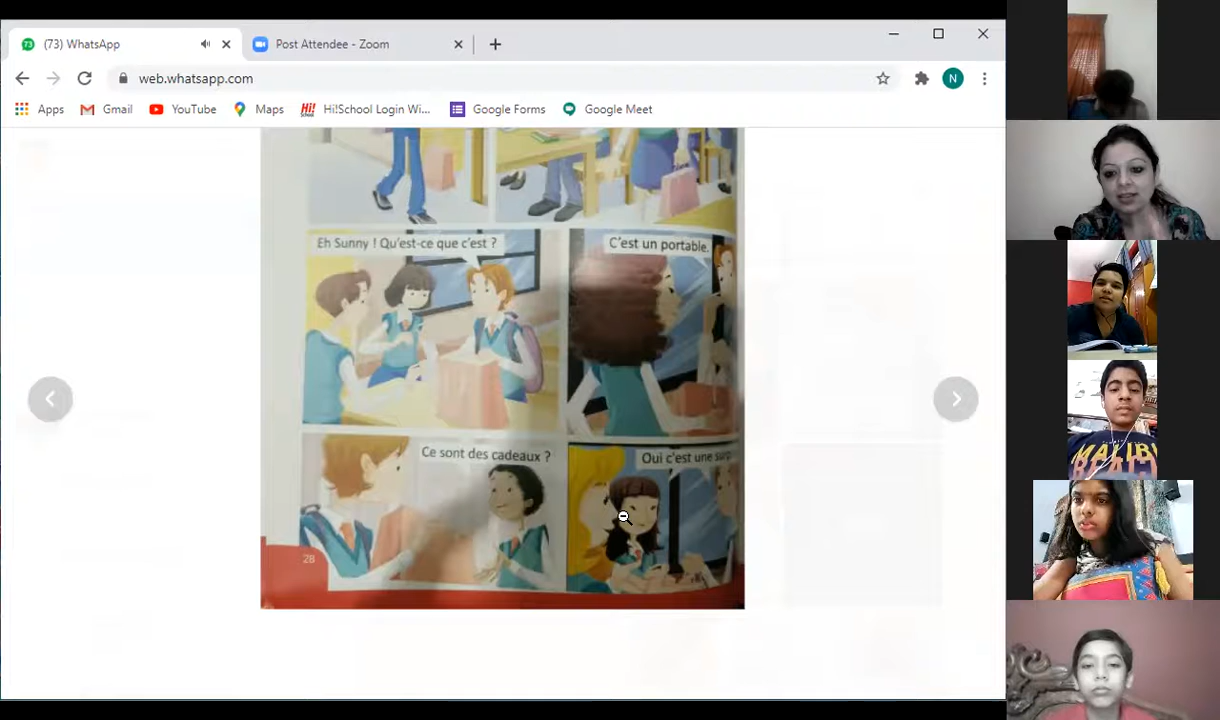 (73) WhatsApp
Post Attendee - Zoom
web.whatsapp.com
N
Apps
Gmail
YouTube
Maps
Hi! Hi!School Login Wi...
Google Forms
Google Meet
Eh Sunny ! Qu'est-ce que c'est ?
C'est un portable.
Ce sont des cadeaux ?
Oui c'est une
28
MALIBU